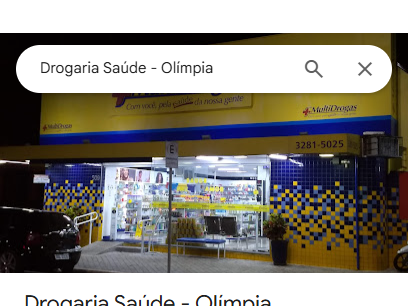 Drogaria Saúde - Olímpia
Com você, pela saúde da nossa gente
MultiDrogas
MultiDrogas
3281-5025
E
Drogaria Saúde - Olímpia